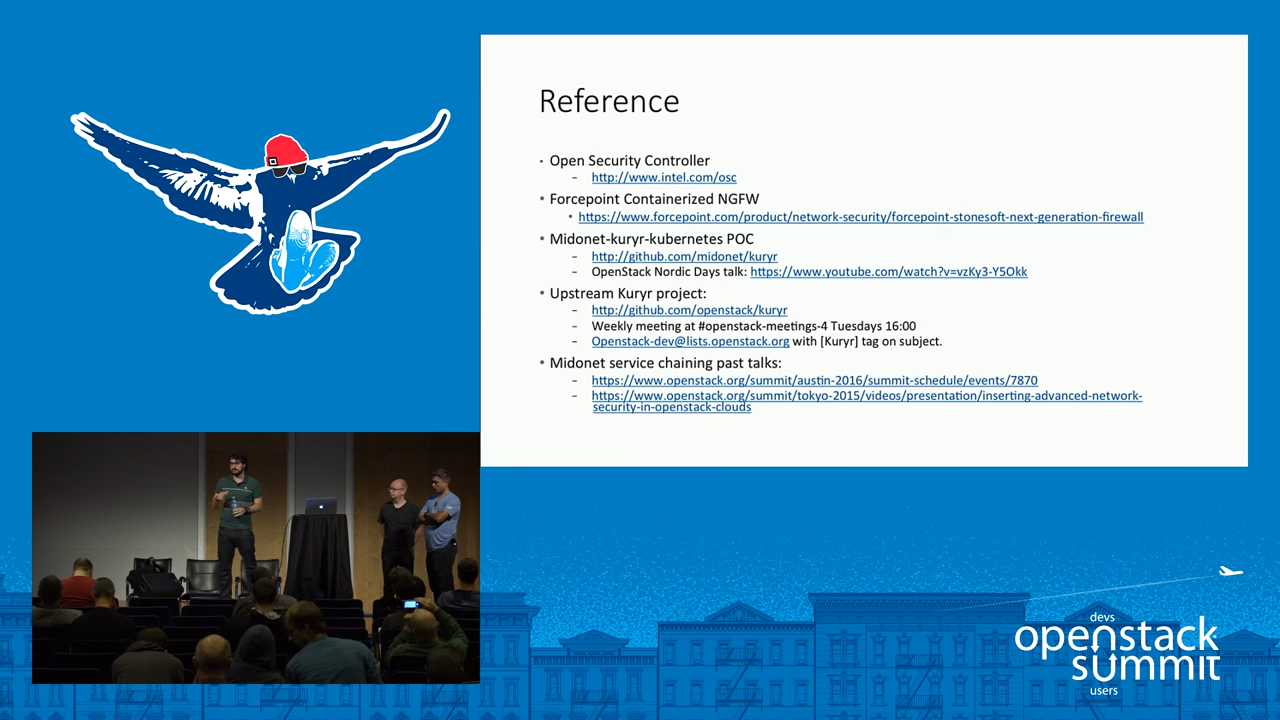 Reference
• Open Security Controller
– http://www.intel.com/osc
• Forcepoint Containerized NGFW
• https://www.forcepoint.com/product/network-security/forcepoint-stonesoft-next-generation-firewall
• Midonet-kuryr-kubernetes POC
– http://github.com/midonet/kuryr
– OpenStack Nordic Days talk: https://www.youtube.com/watch?v=vzKy3-Y5Okk
• Upstream Kuryr project:
– http://github.com/openstack/kuryr
– Weekly meeting at #openstack-meetings-4 Tuesdays 16:00
– Openstack-dev@lists.openstack.org with [Kuryr] tag on subject.
• Midonet service chaining past talks:
– https://www.openstack.org/summit/austin-2016/summit-schedule/events/7870
– https://www.openstack.org/summit/tokyo-2015/videos/presentation/inserting-advanced-network-
security-in-openstack-clouds
devs
openstack
summit
users